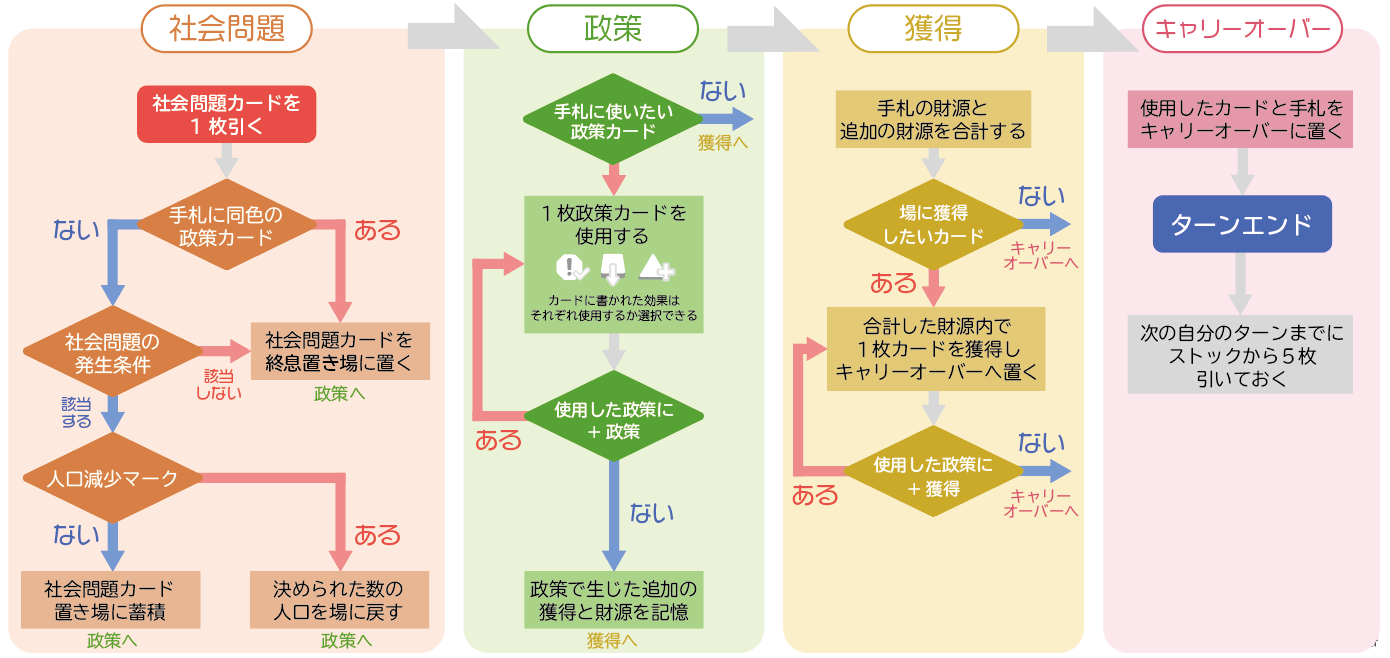 社会問題
社会問題カードを
1 枚引く
手札に同色の
政策カード
ない
ある
社会問題の
発生条件
該当
しない
社会問題カードを
終息置き場に置く
政策へ
該当
する
人口減少マーク
ない
ある
社会問題カード
置き場に蓄積
政策へ
決められた数の
人口を場に戻す
政策へ
政策
手札に使いたい
政策カード
ない
獲得へ
1 枚政策カードを
使用する
カードに書かれた効果は
それぞれ使用するか選択できる
使用した政策に
+ 政策
ある
ない
政策で生じた追加の
獲得と財源を記憶
獲得へ
獲得
手札の財源と
追加の財源を合計する
場に獲得
したいカード
ない
キャリー
オーバーへ
ある
合計した財源内で
1 枚カードを獲得し
キャリーオーバーへ置く
使用した政策に
+ 獲得
ない
キャリー
オーバーへ
ある
キャリーオーバー
使用したカードと手札を
キャリーオーバーに置く
ターンエンド
次の自分のターンまでに
ストックから 5 枚
引いておく